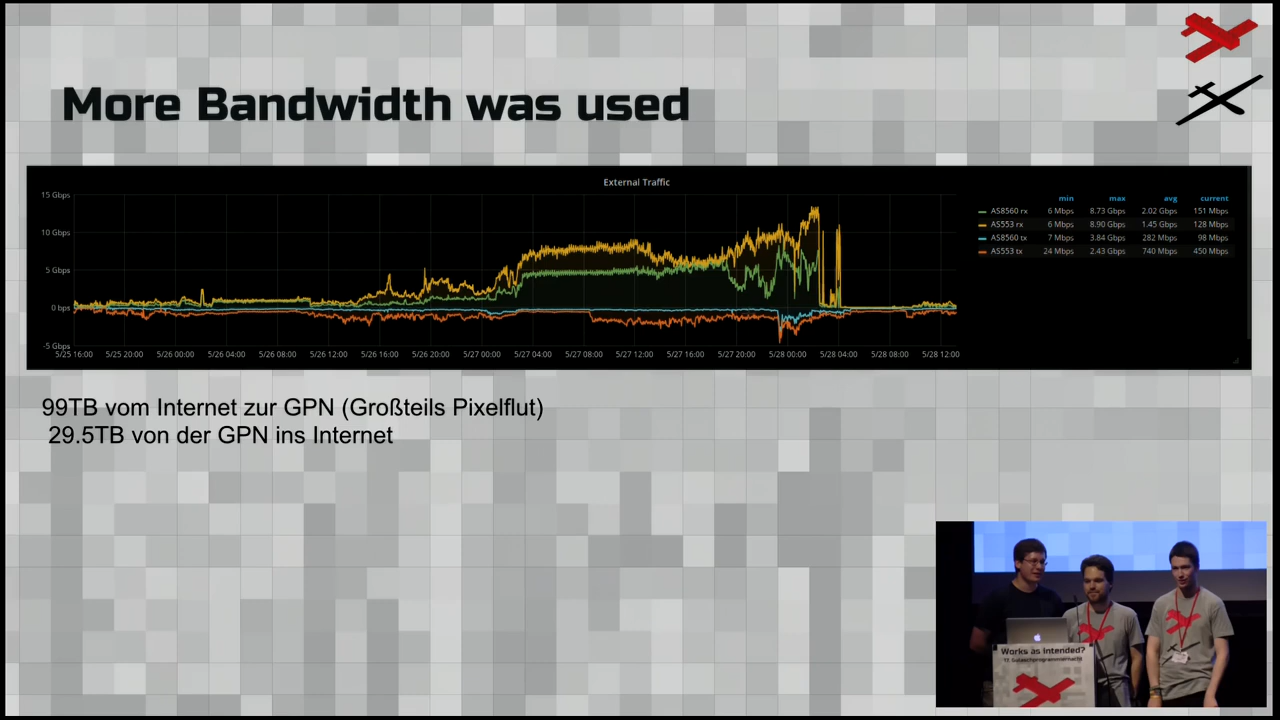 More Bandwidth was used
External Traffic
15 Gbps
10 Gbps
5 Gbps
0 bps
-5 Gbps
5/25 16:00 5/25 20:00 5/26 00:00 5/26 04:00 5/26 08:00 5/26 12:00 5/26 16:00 5/26 20:00 5/27 00:00 5/27 04:00 5/27 08:00 5/27 12:00 5/27 16:00 5/27 20:00 5/28 00:00 5/28 04:00 5/28 08:00 5/28 12:00
min max avg current
AS8560 rx 6 Mbps 8.73 Gbps 2.02 Gbps 151 Mbps
AS553 rx 6 Mbps 8.90 Gbps 1.45 Gbps 128 Mbps
AS8560 tx 7 Mbps 3.84 Gbps 282 Mbps 98 Mbps
AS553 tx 24 Mbps 2.43 Gbps 740 Mbps 450 Mbps
99TB vom Internet zur GPN (Großteils Pixelflut)
29.5TB von der GPN ins Internet
Works as Intended?
17. Gulaschprogrammiernacht